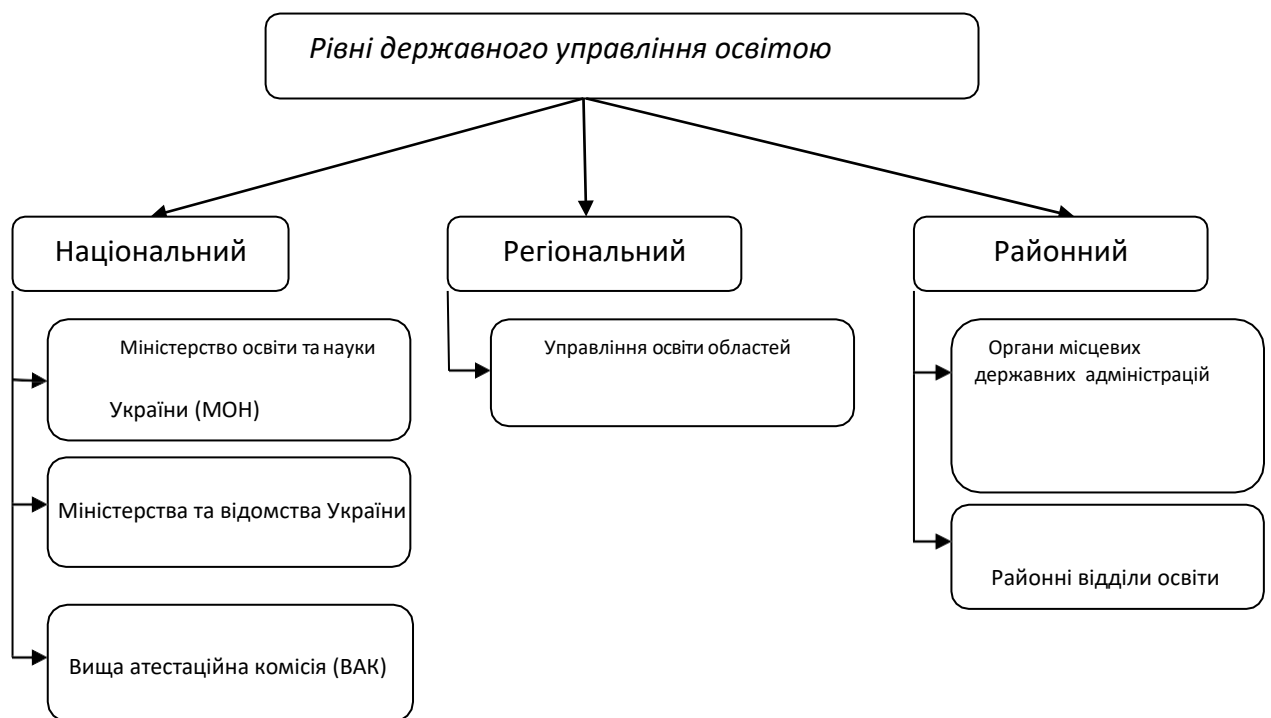 Рівні державного управління освітою
Національний
Регіональний
Районний
Міністерство освіти та науки
України (МОН)
Міністерства та відомства України
Вища атестаційна комісія (ВАК)
Управління освіти областей
Органи місцевих
державних адміністрацій
Районні відділи освіти